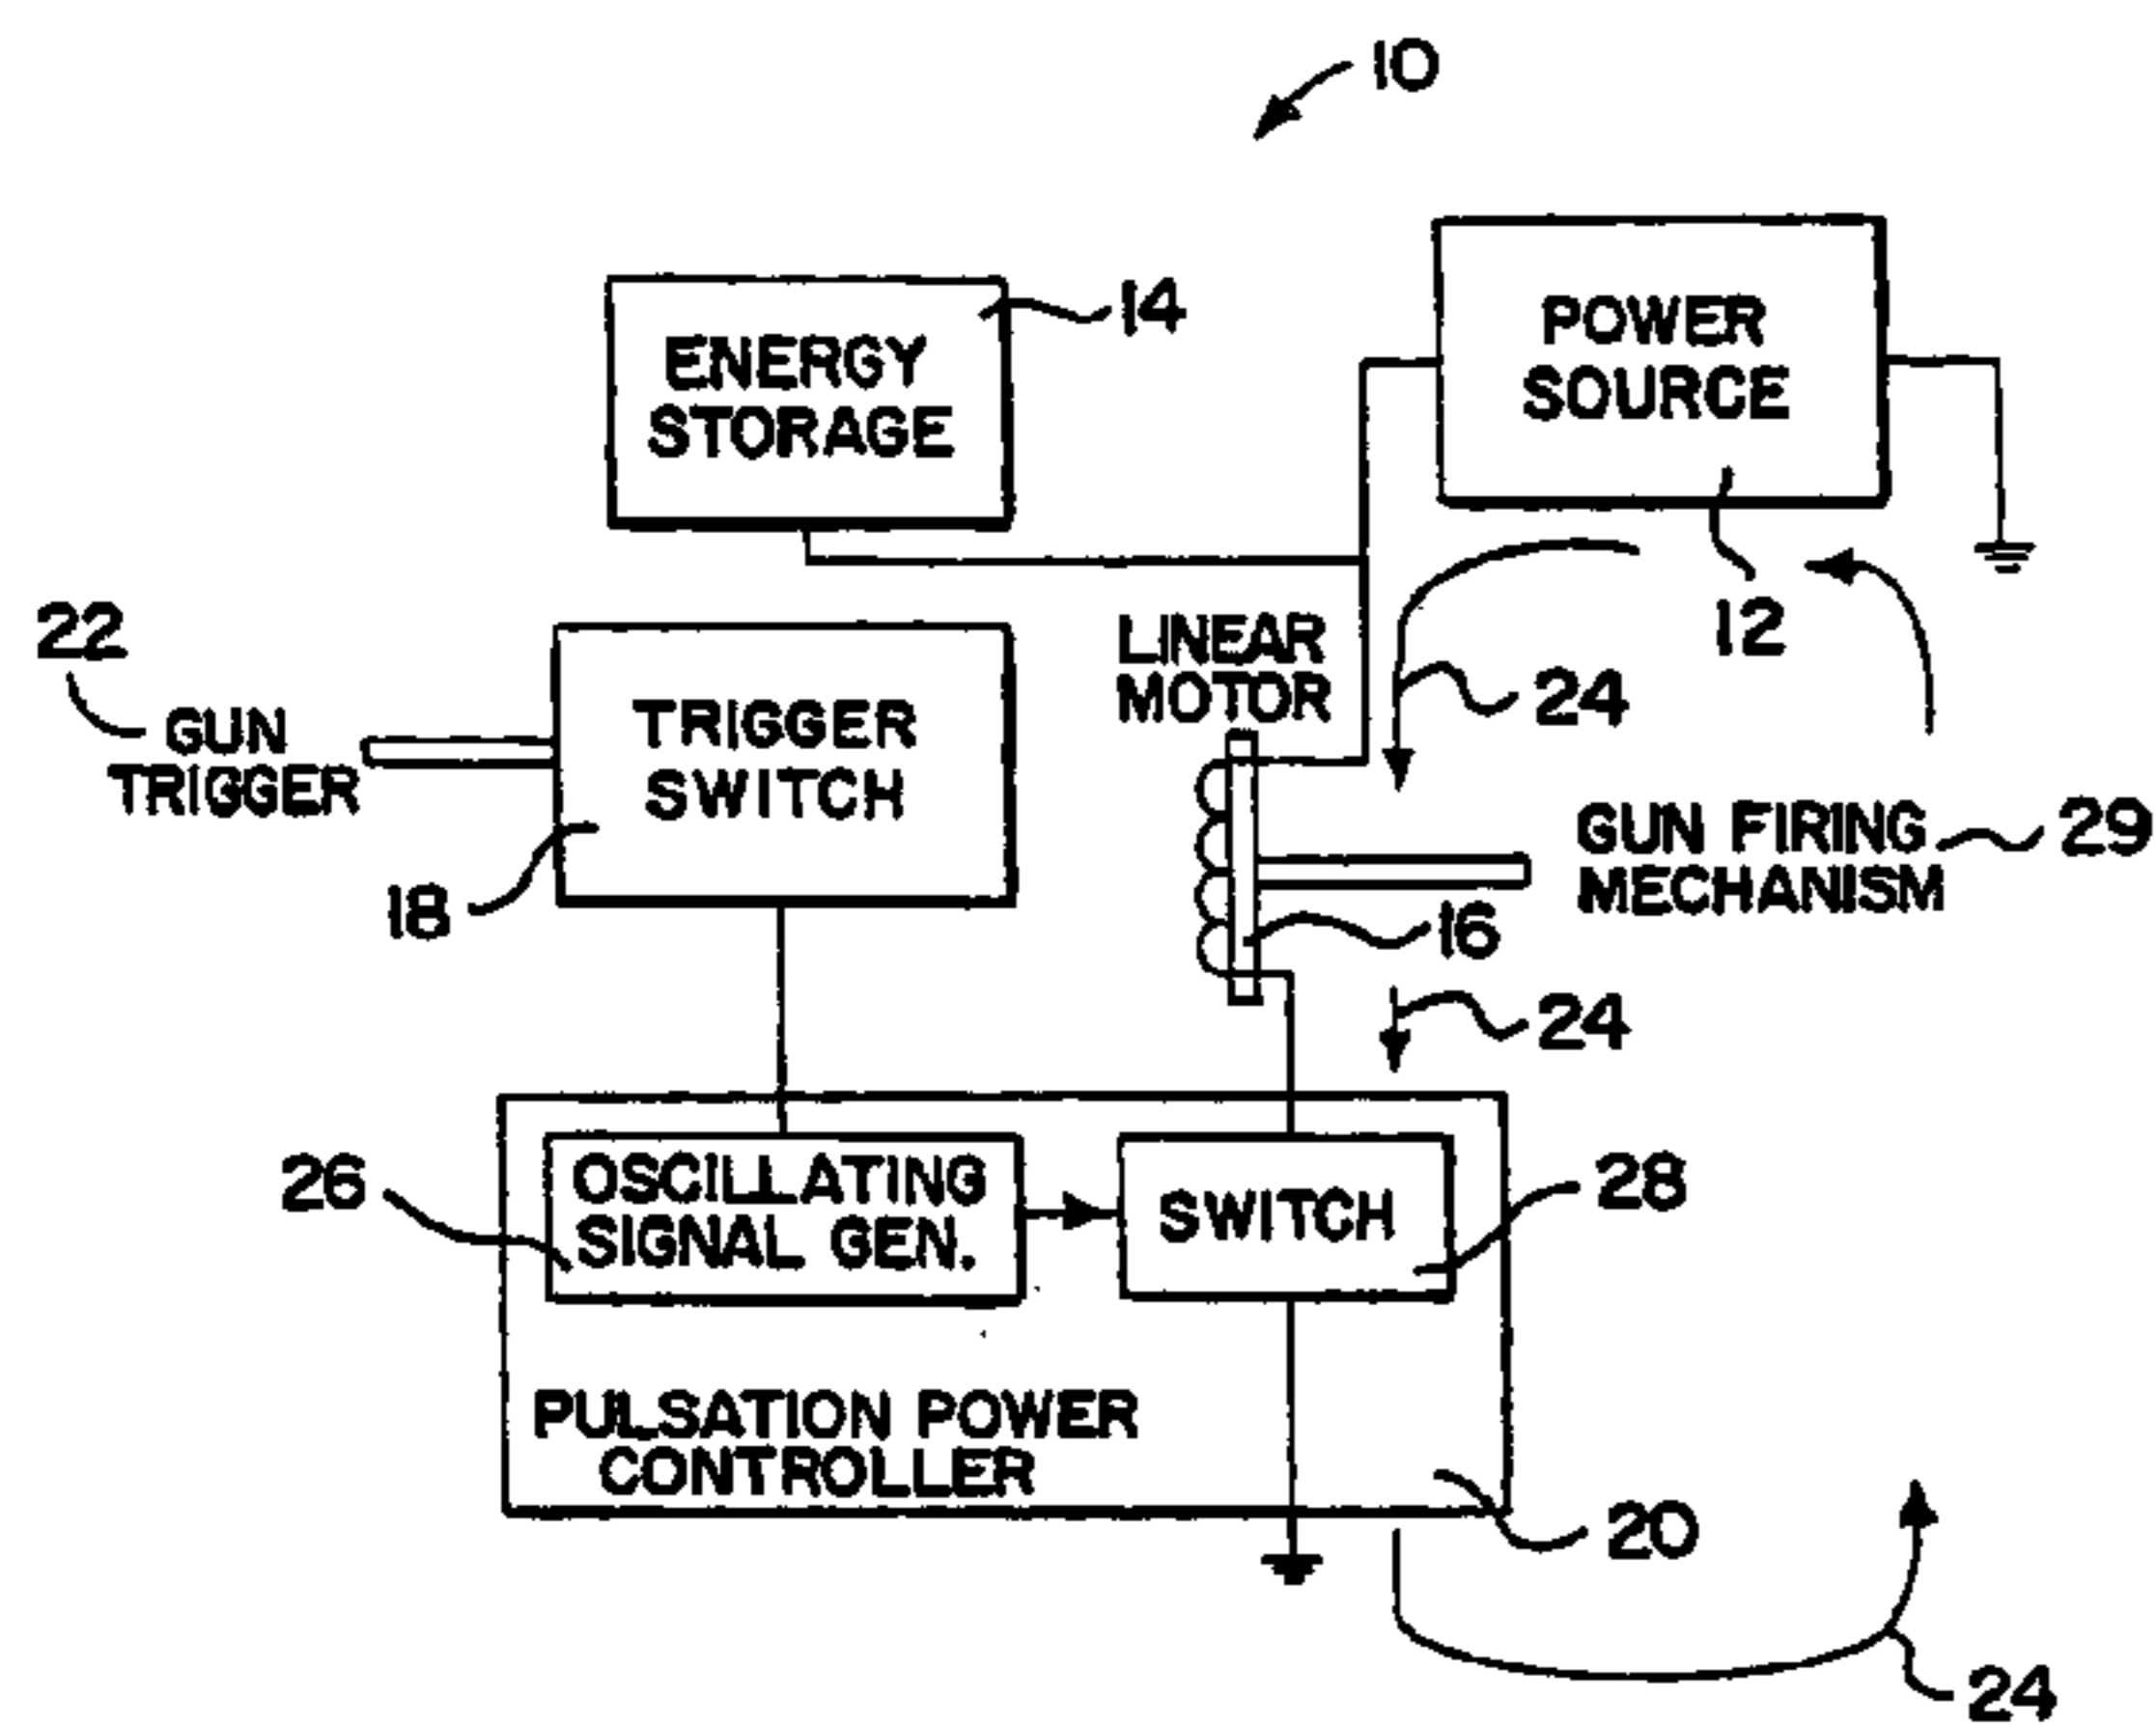 10
14
ENERGY
STORAGE
POWER
SOURCE
12
22
GUN
TRIGGER
TRIGGER
SWITCH
18
LINEAR
MOTOR
24
GUN FIRING
MECHANISM
29
16
24
26
OSCILLATING
SIGNAL GEN.
SWITCH
28
PULSATION POWER
CONTROLLER
20
24